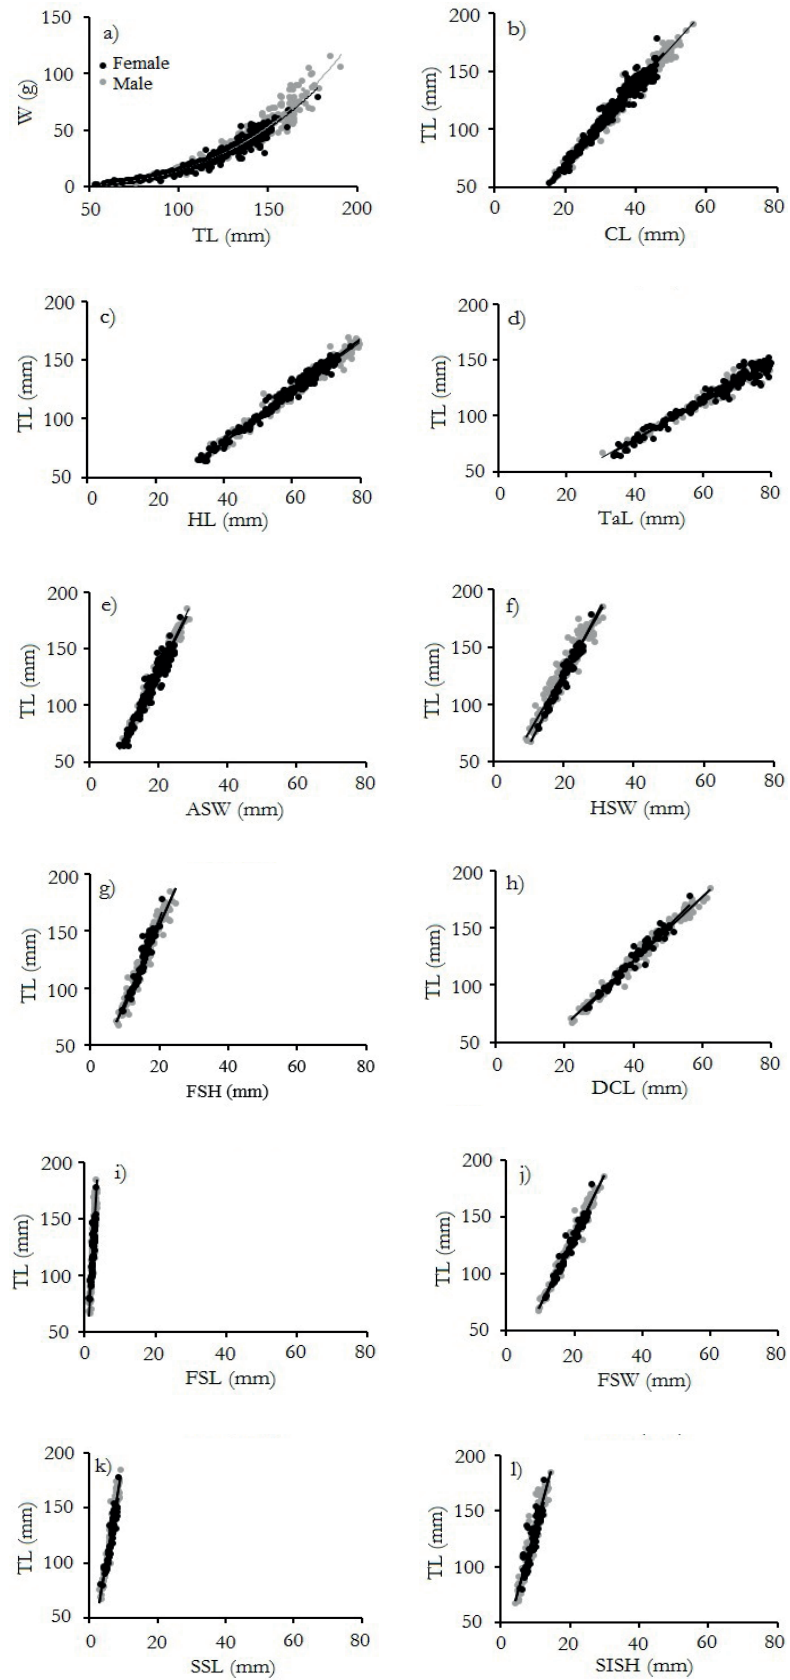 a)
W (g)
150
100
50
0
Female
Male
50 100 150 200
TL (mm)
b)
TL (mm)
200
150
100
50
0 20 40 60 80
CL (mm)
c)
TL (mm)
200
150
100
50
0 20 40 60 80
HL (mm)
d)
TL (mm)
200
150
100
50
0 20 40 60 80
TaL (mm)
e)
TL (mm)
200
150
100
50
0 20 40 60 80
ASW (mm)
f)
TL (mm)
200
150
100
50
0 20 40 60 80
HSW (mm)
g)
TL (mm)
200
150
100
50
0 20 40 60 80
FSH (mm)
h)
TL (mm)
200
150
100
50
0 20 40 60 80
DCL (mm)
i)
TL (mm)
200
150
100
50
0 20 40 60 80
FSL (mm)
j)
TL (mm)
200
150
100
50
0 20 40 60 80
FSW (mm)
k)
TL (mm)
200
150
100
50
0 20 40 60 80
SSL (mm)
l)
TL (mm)
200
150
100
50
0 20 40 60 80
SISH (mm)